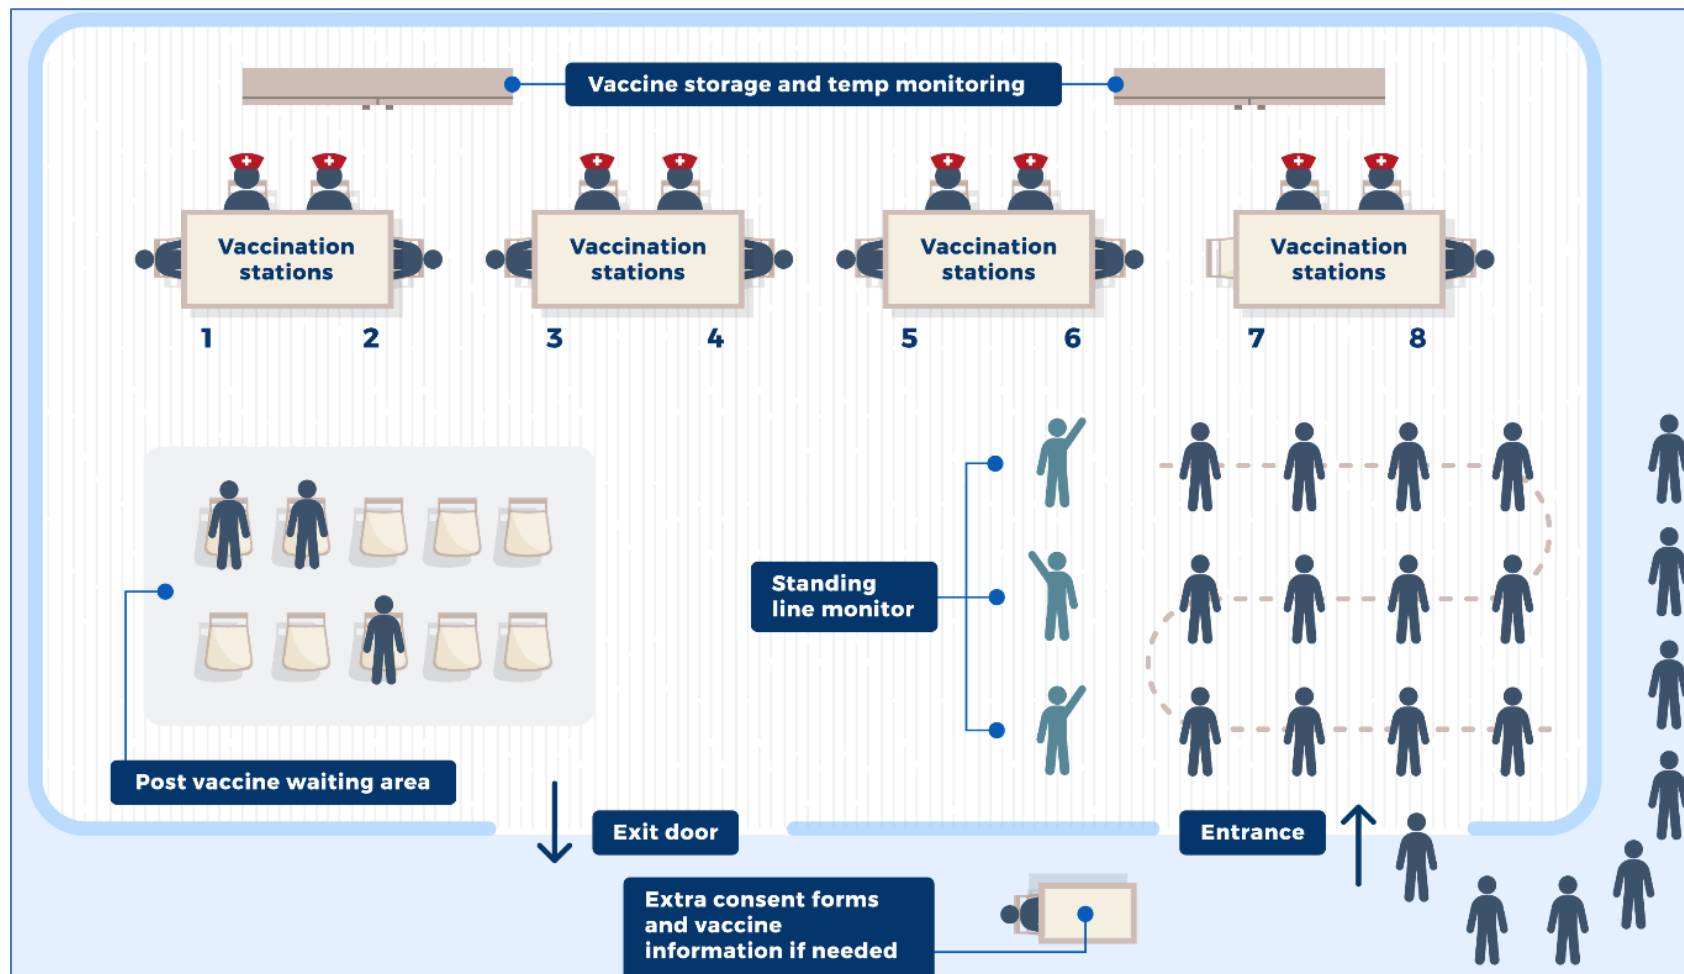 Vaccine storage and temp monitoring
Vaccination
stations
Vaccination
stations
Vaccination
stations
Vaccination
stations
1
2
3
4
5
6
7
8
Standing
line monitor
Post vaccine waiting area
Exit door
Entrance
Extra consent forms
and vaccine
information if needed